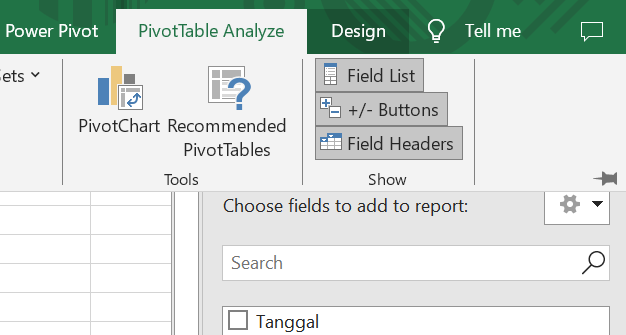 Power Pivot PivotTable Analyze Design Tell me
ets
PivotChart
Recommended
PivotTables
Field List
+/- Buttons
Field Headers
Tools Show
Choose fields to add to report:
Search
Tanggal